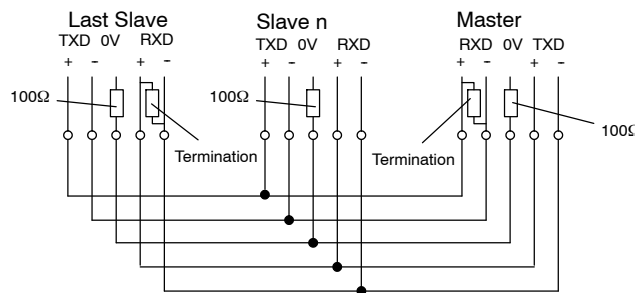 Last Slave
Slave n
Master
TXD 0V RXD
TXD 0V RXD
RXD 0V TXD
+ - + -
+ - + -
+ - + -
100Ω
100Ω
100Ω
Termination
Termination